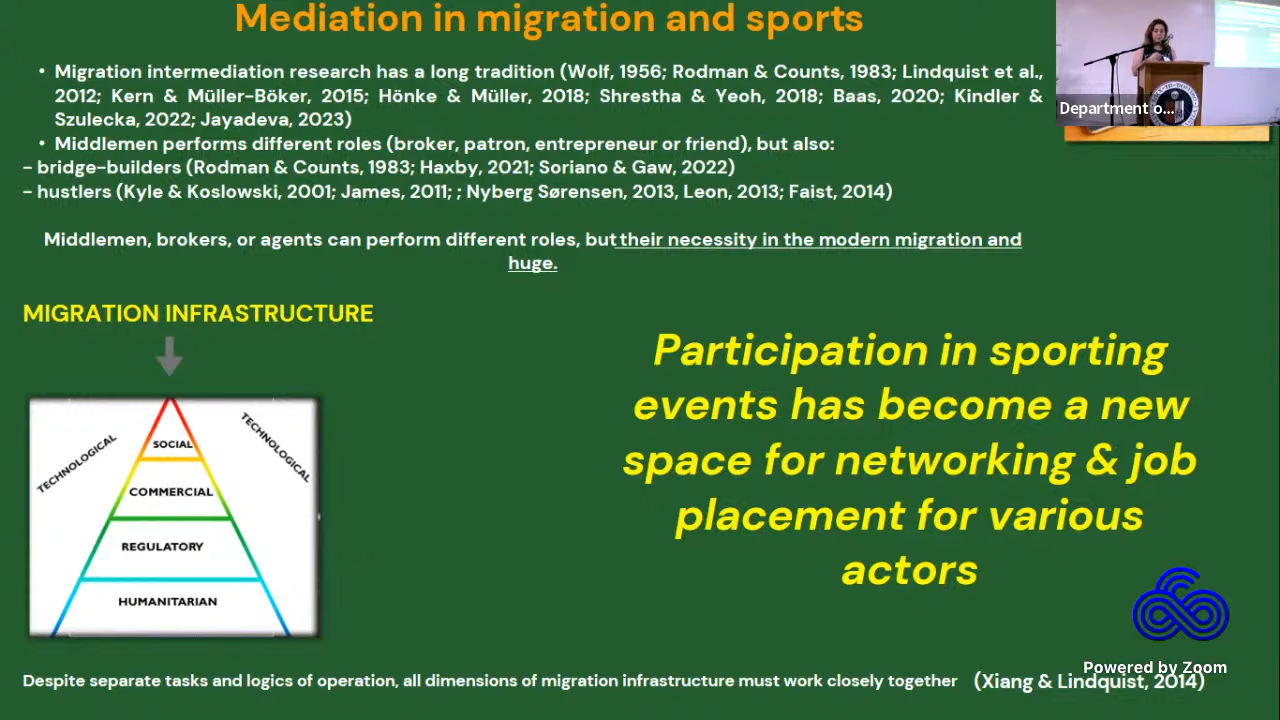 Mediation in migration and sports
• Migration intermediation research has a long tradition (Wolf, 1956; Rodman & Counts, 1983; Lindquist et al.,
2012; Kern & Müller-Böker, 2015; Hönke & Müller, 2018; Shrestha & Yeoh, 2018; Baas, 2020; Kindler &
Szulecka, 2022; Jayadeva, 2023)
• Middlemen performs different roles (broker, patron, entrepreneur or friend), but also:
- bridge-builders (Rodman & Counts, 1983; Haxby, 2021; Soriano & Gaw, 2022)
- hustlers (Kyle & Koslowski, 2001; James, 2011; ; Nyberg Sørensen, 2013, Leon, 2013; Faist, 2014)
Middlemen, brokers, or agents can perform different roles, but their necessity in the modern migration and
huge.
MIGRATION INFRASTRUCTURE
TECHNOLOGICAL
TECHNOLOGICAL
SOCIAL
COMMERCIAL
REGULATORY
HUMANITARIAN
Participation in sporting
events has become a new
space for networking & job
placement for various
actors
Despite separate tasks and logics of operation, all dimensions of migration infrastructure must work closely together (Xiang & Lindquist, 2014)
Department o...
Powered by Zoom